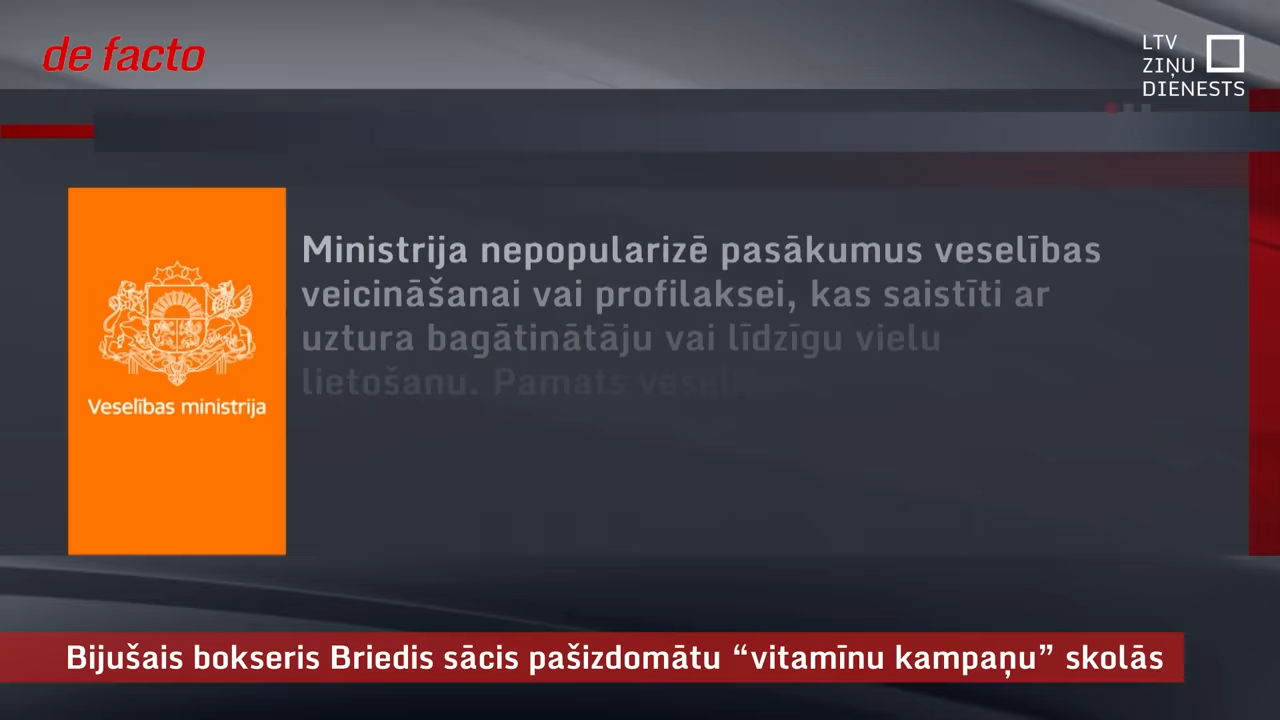 de facto
LTV
ZIŅU
DIENESTS
Ministrija nepopularizē pasākumus veselības
veicināšanai vai profilaksei, kas saistīti ar
uztura bagātinātāju vai līdzīgu vielu
lietošanu. Pamats
Veselības ministrija
Bijušais bokseris Briedis sācis pašizdomātu “vitamīnu kampaņu” skolās